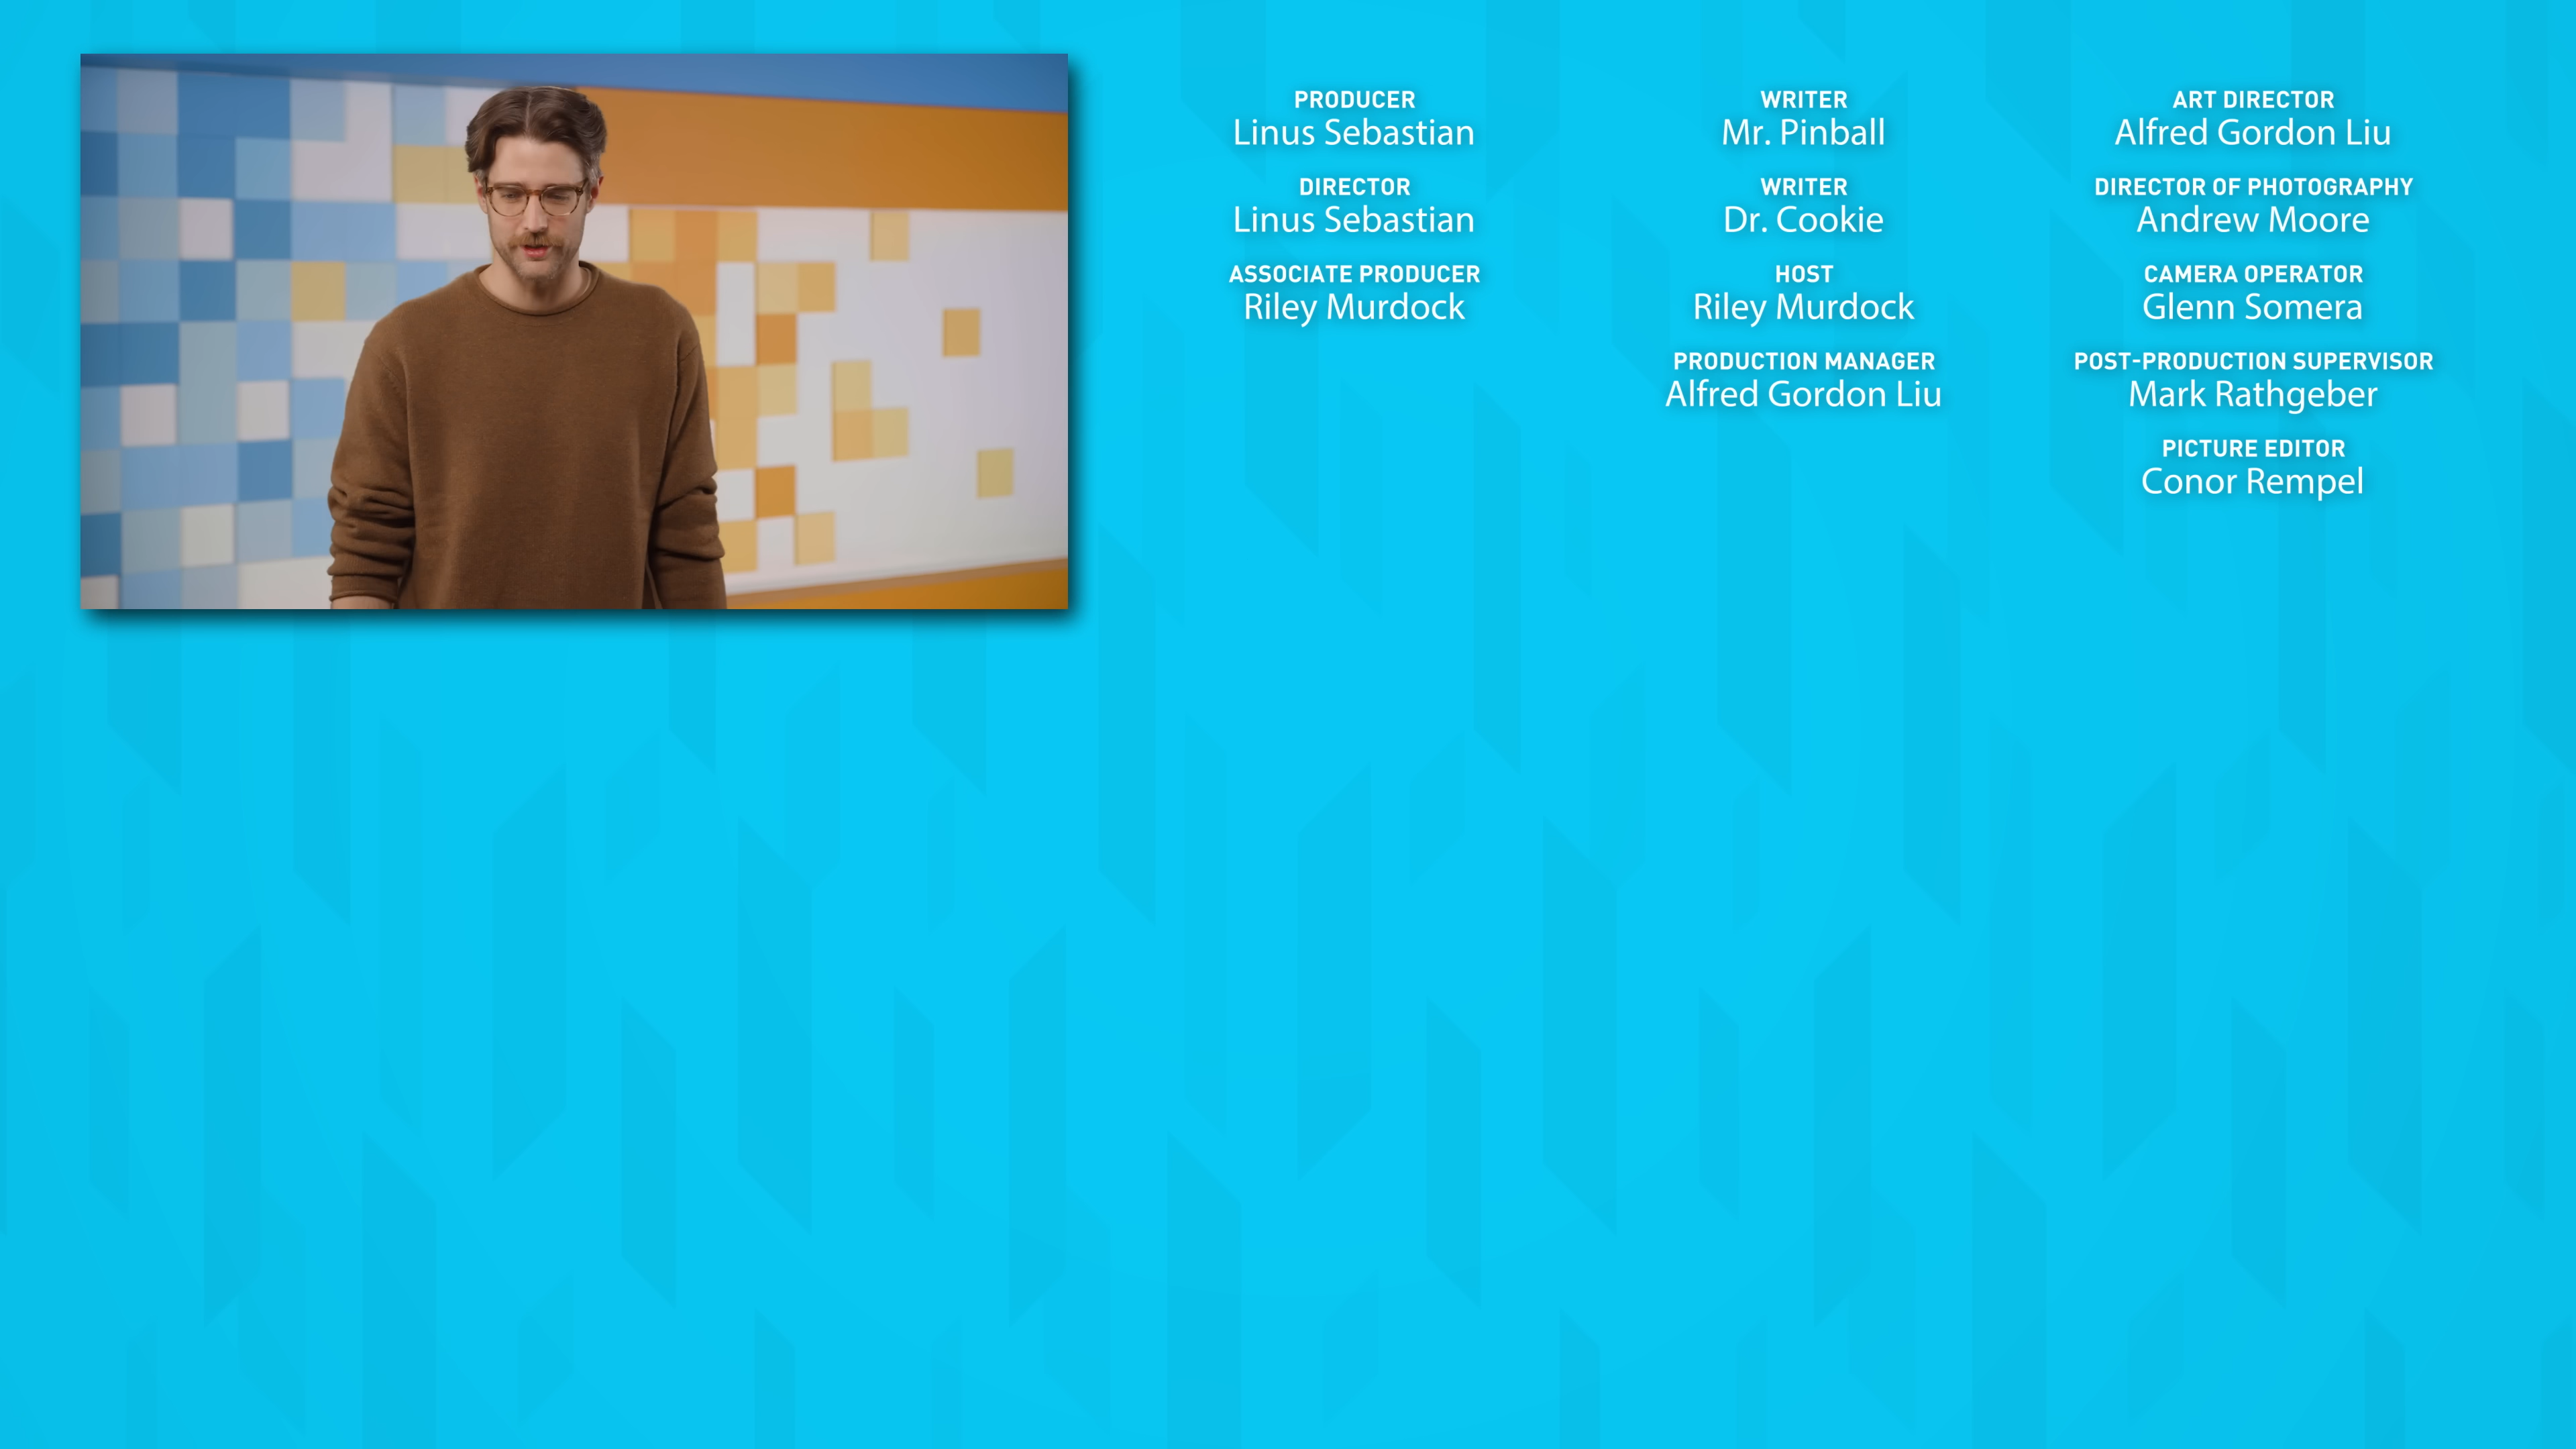 PRODUCER
Linus Sebastian
DIRECTOR
Linus Sebastian
ASSOCIATE PRODUCER
Riley Murdock
WRITER
Mr. Pinball
WRITER
Dr. Cookie
HOST
Riley Murdock
PRODUCTION MANAGER
Alfred Gordon Liu
ART DIRECTOR
Alfred Gordon Liu
DIRECTOR OF PHOTOGRAPHY
Andrew Moore
CAMERA OPERATOR
Glenn Somera
POST-PRODUCTION SUPERVISOR
Mark Rathgeber
PICTURE EDITOR
Conor Rempel